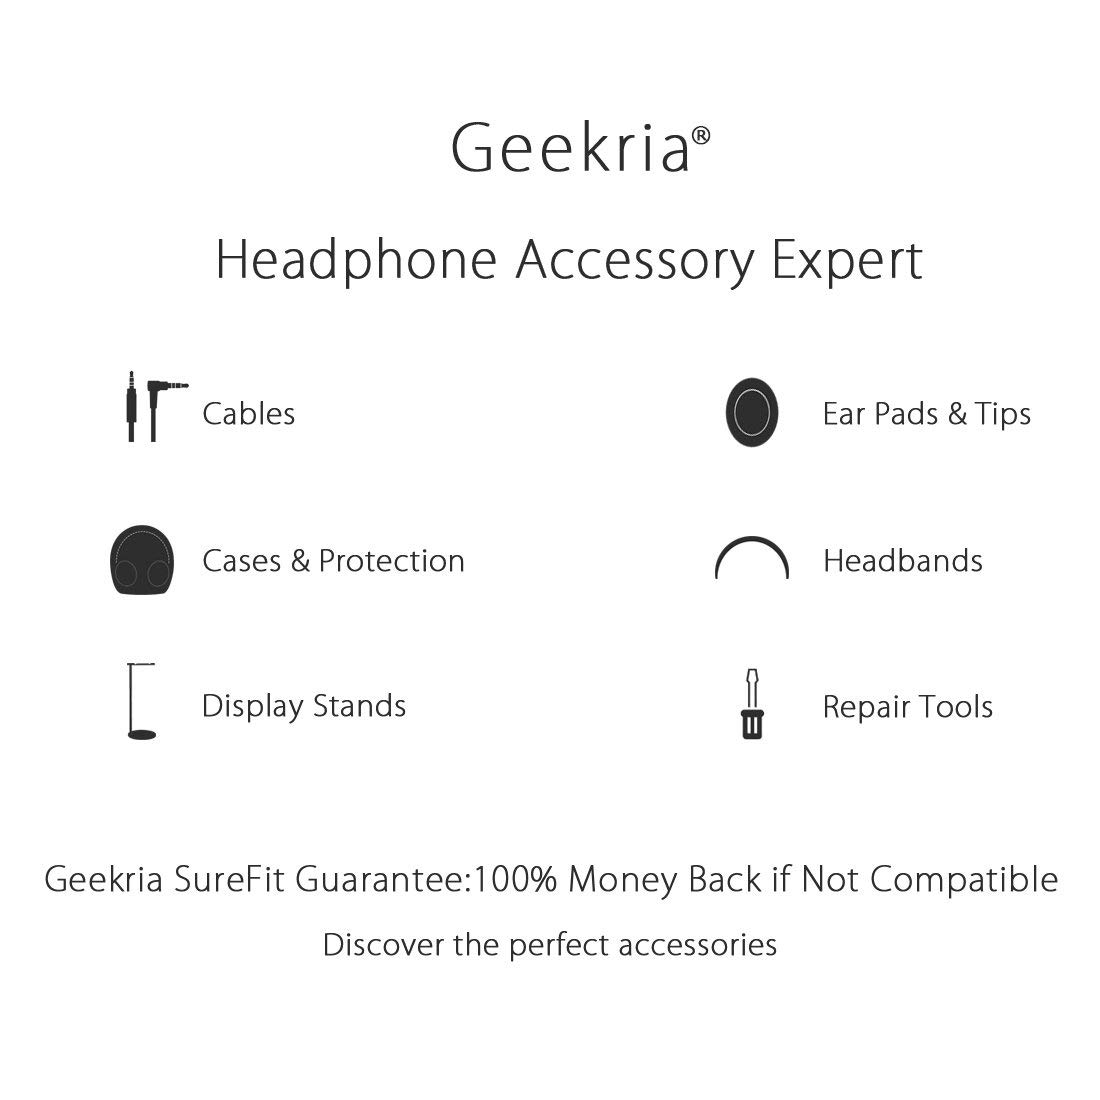 Geekria®
Headphone Accessory Expert
Cables
Ear Pads & Tips
Cases & Protection
Headbands
Display Stands
Repair Tools
Geekria SureFit Guarantee:100% Money Back if Not Compatible
Discover the perfect accessories